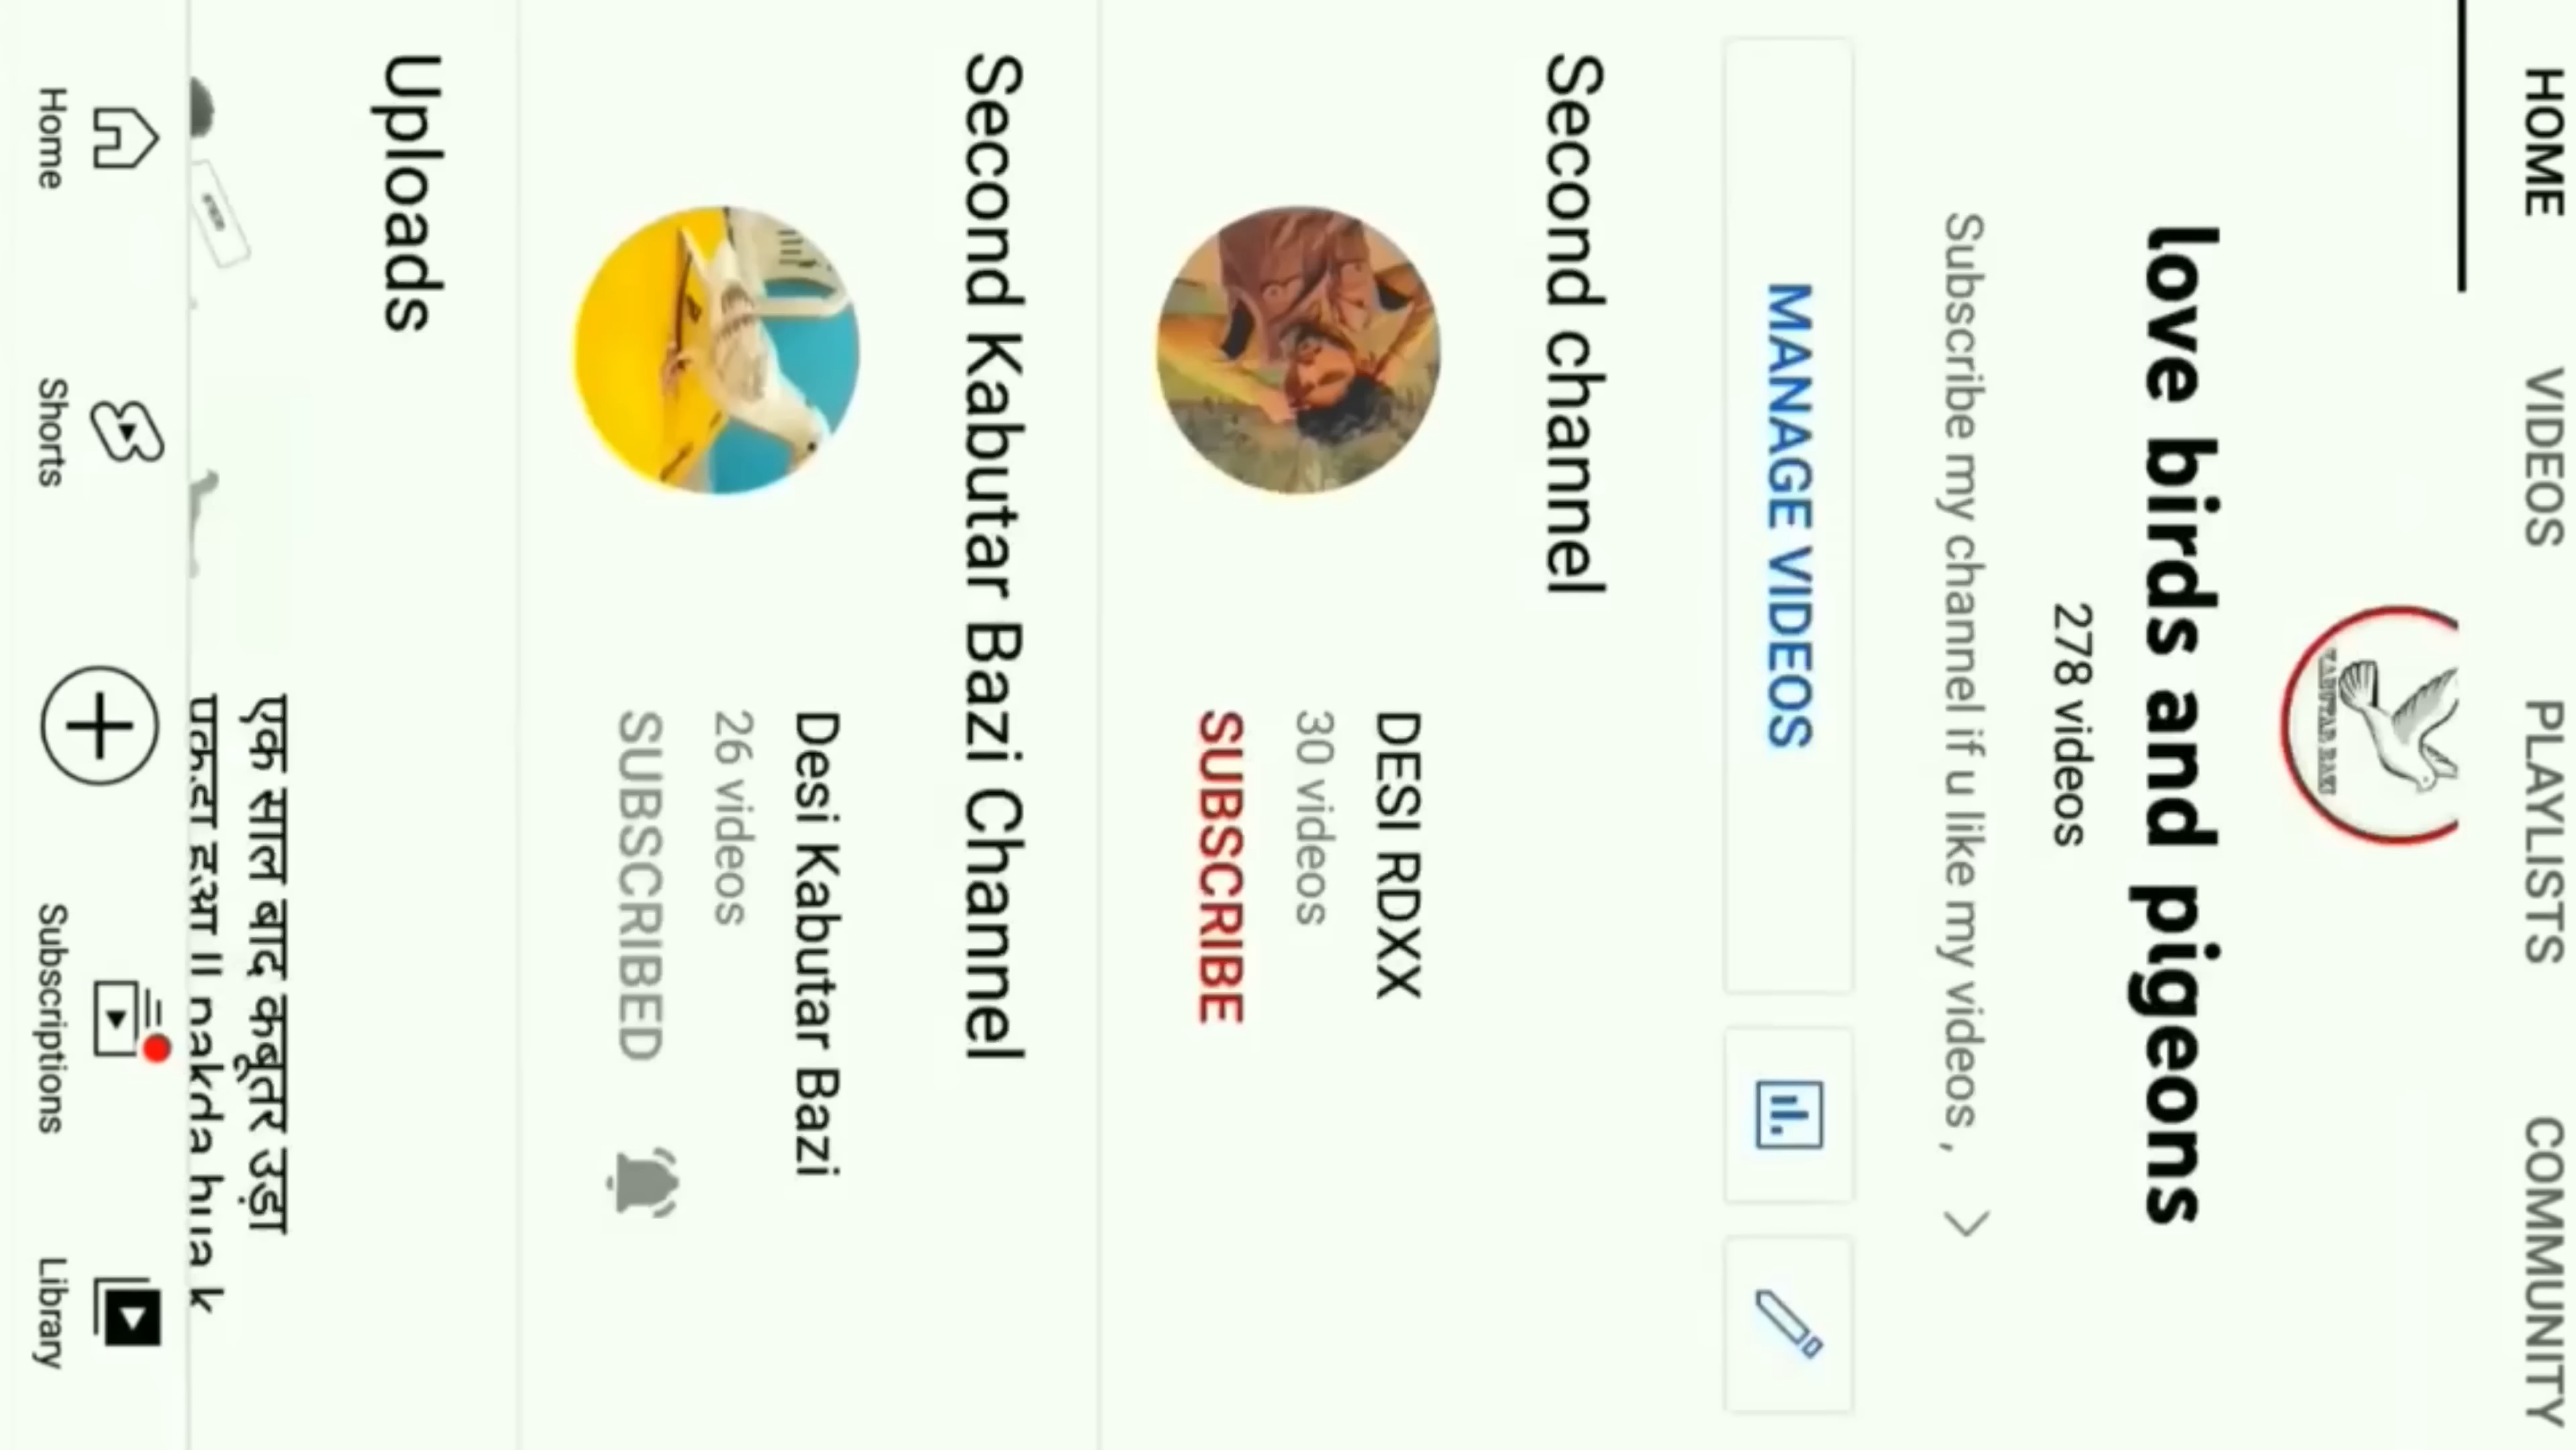 HOME VIDEOS PLAYLISTS COMMUNITY
KABUTAR BAZI
love birds and pigeons
278 videos
Subscribe my channel if u like my videos ,
MANAGE VIDEOS
Second channel
DESI RDXX
30 videos
SUBSCRIBE
Second Kabutar Bazi Channel
Desi Kabutar Bazi
26 videos
SUBSCRIBED
Uploads
एक साल बाद कबूतर उड़ा
पकड़ा हुआ || pakda hua k
Home Shorts Subscriptions Library